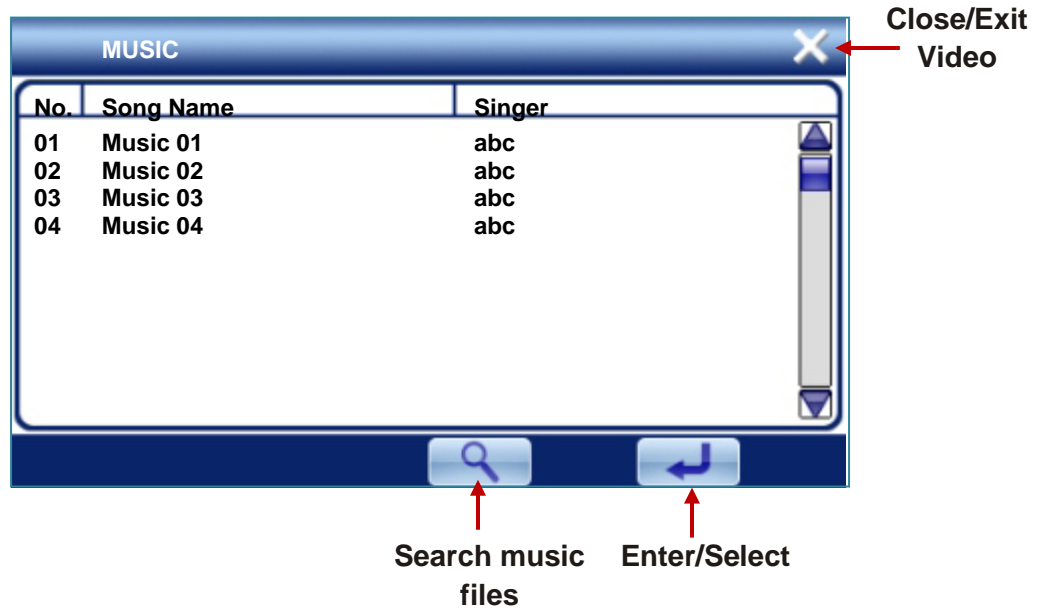 Close/Exit
Video
MUSIC
No. Song Name Singer
01 Music 01 abc
02 Music 02 abc
03 Music 03 abc
04 Music 04 abc
Search music
files
Enter/Select